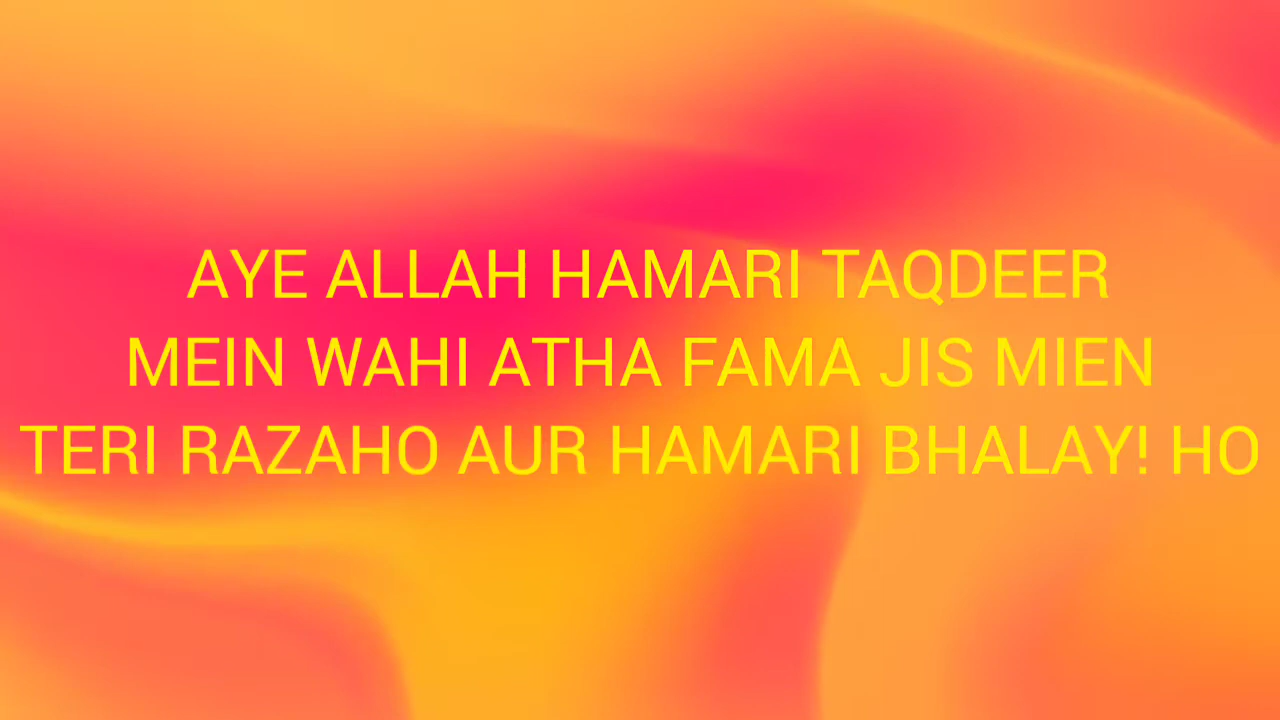 AYE ALLAH HAMARI TAQDEER
MEIN WAHI ATHA FAMA JIS MIEN
TERI RAZAHO AUR HAMARI BHALAY! HO